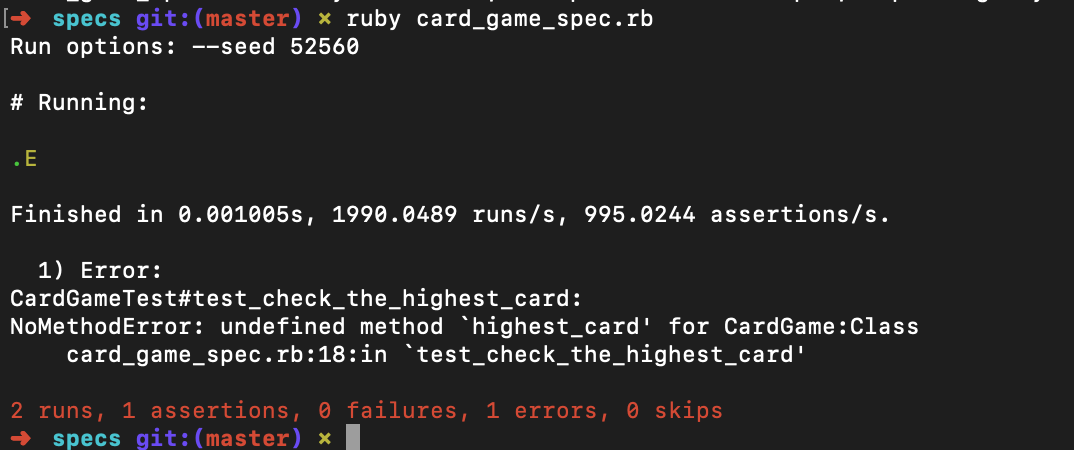 [➜ specs git:(master) × ruby card_game_spec.rb
Run options: --seed 52560
# Running:
.E
Finished in 0.001005s, 1990.0489 runs/s, 995.0244 assertions/s.
1) Error:
CardGameTest#test_check_the_highest_card:
NoMethodError: undefined method `highest_card' for CardGame:Class
card_game_spec.rb:18:in `test_check_the_highest_card'
2 runs, 1 assertions, 0 failures, 1 errors, 0 skips
➜ specs git:(master) ×